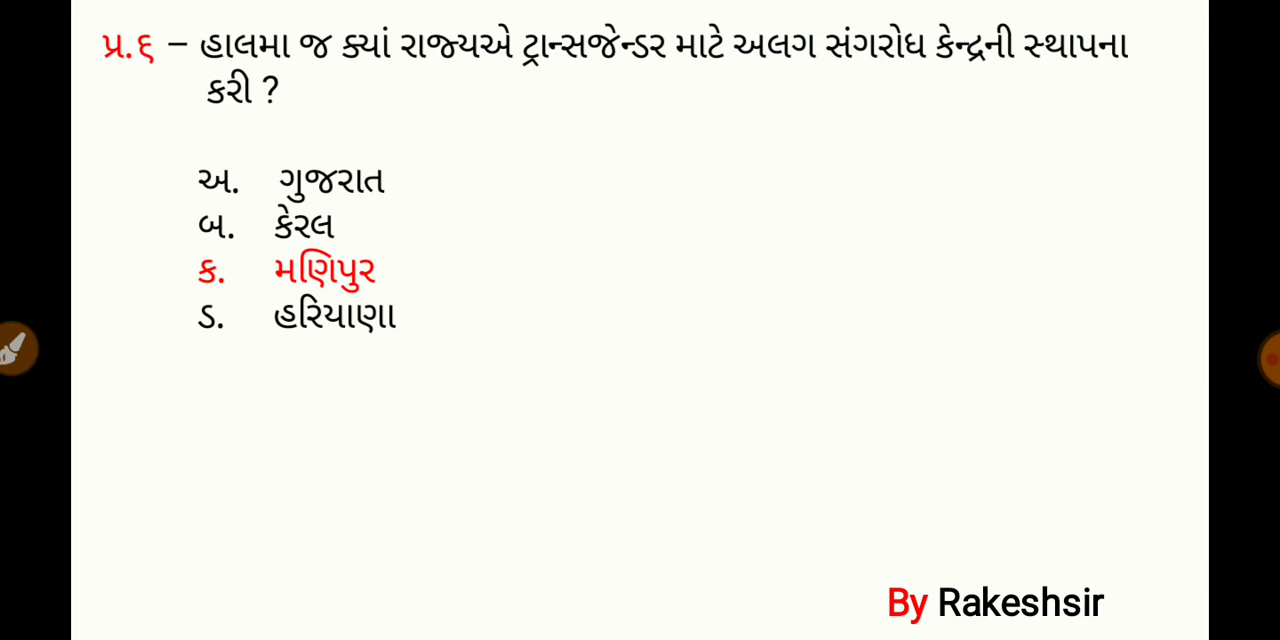 પ્ર.૬ – હાલમા જ ક્યાં રાજ્યએ ટ્રાન્સજેન્ડર માટે અલગ સંગરોધ કેન્દ્રની સ્થાપના
કરી ?
અ. ગુજરાત
બ. કેરલ
ક. મણિપુર
ડ. હરિયાણા
By Rakeshsir